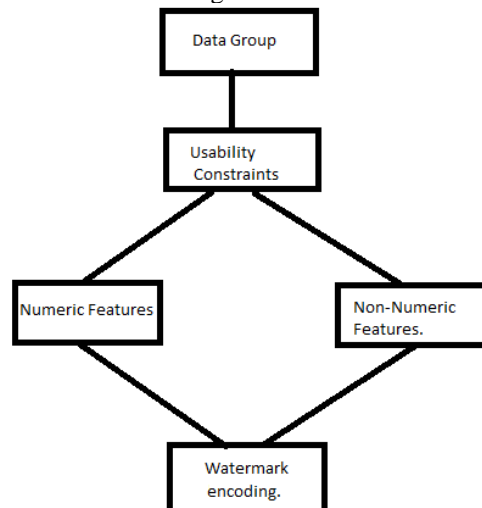 Data Group
Usability
Constraints
Numeric Features
Non-Numeric
Features.
Watermark
encoding.